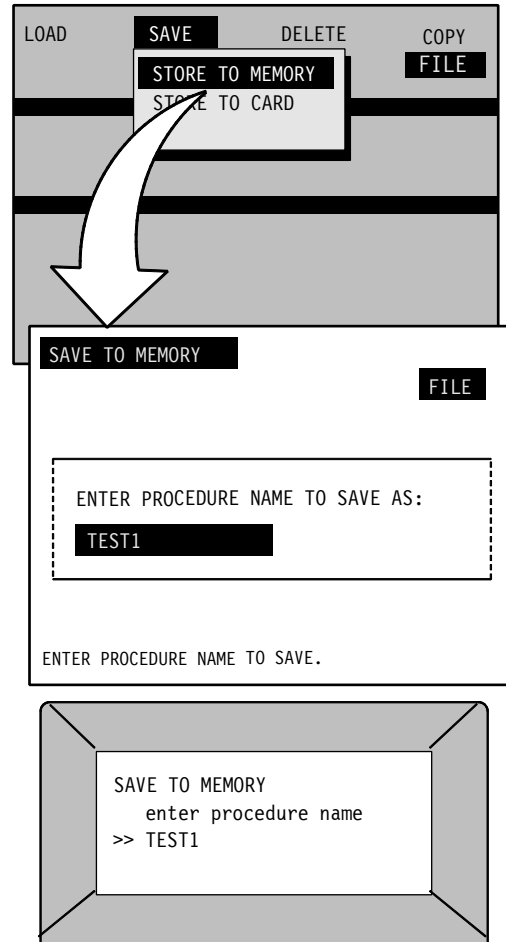 LOAD SAVE DELETE COPY
FILE
STORE TO MEMORY
STORE TO CARD
SAVE TO MEMORY
FILE
ENTER PROCEDURE NAME TO SAVE AS:
TEST1
ENTER PROCEDURE NAME TO SAVE.
SAVE TO MEMORY
enter procedure name
>> TEST1